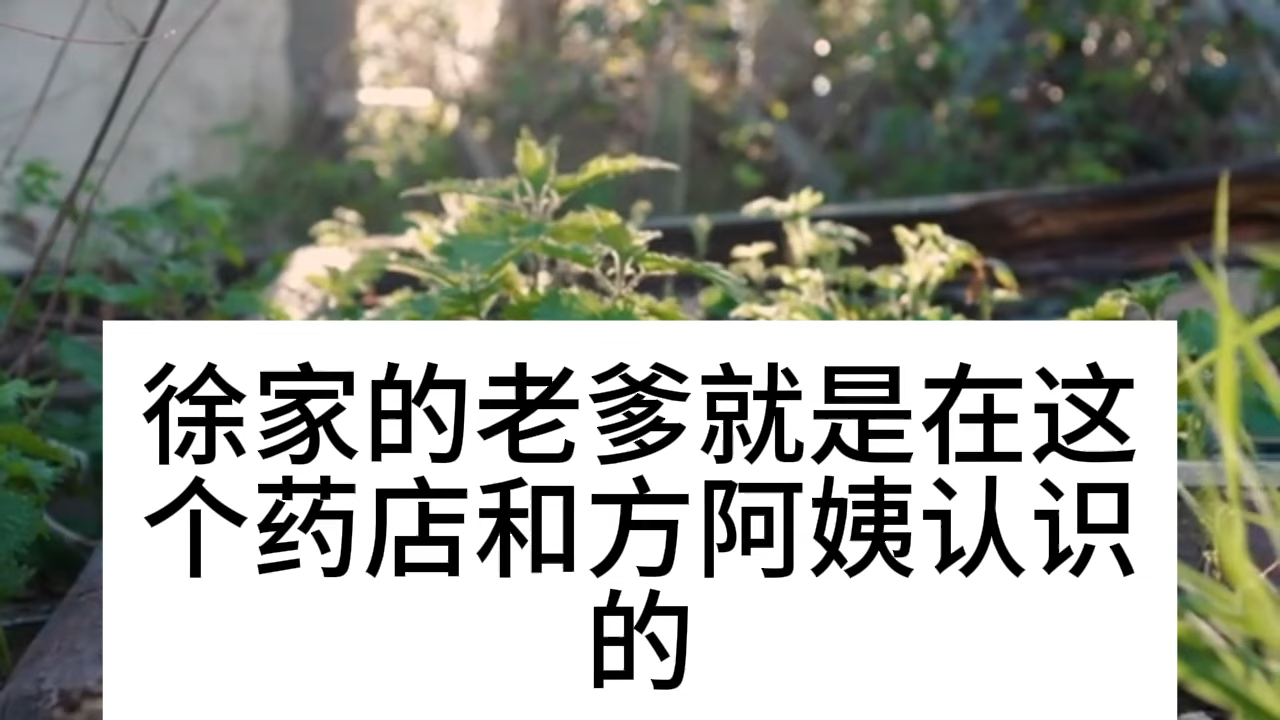 徐家的老爹就是在这
个药店和方阿姨认识
的